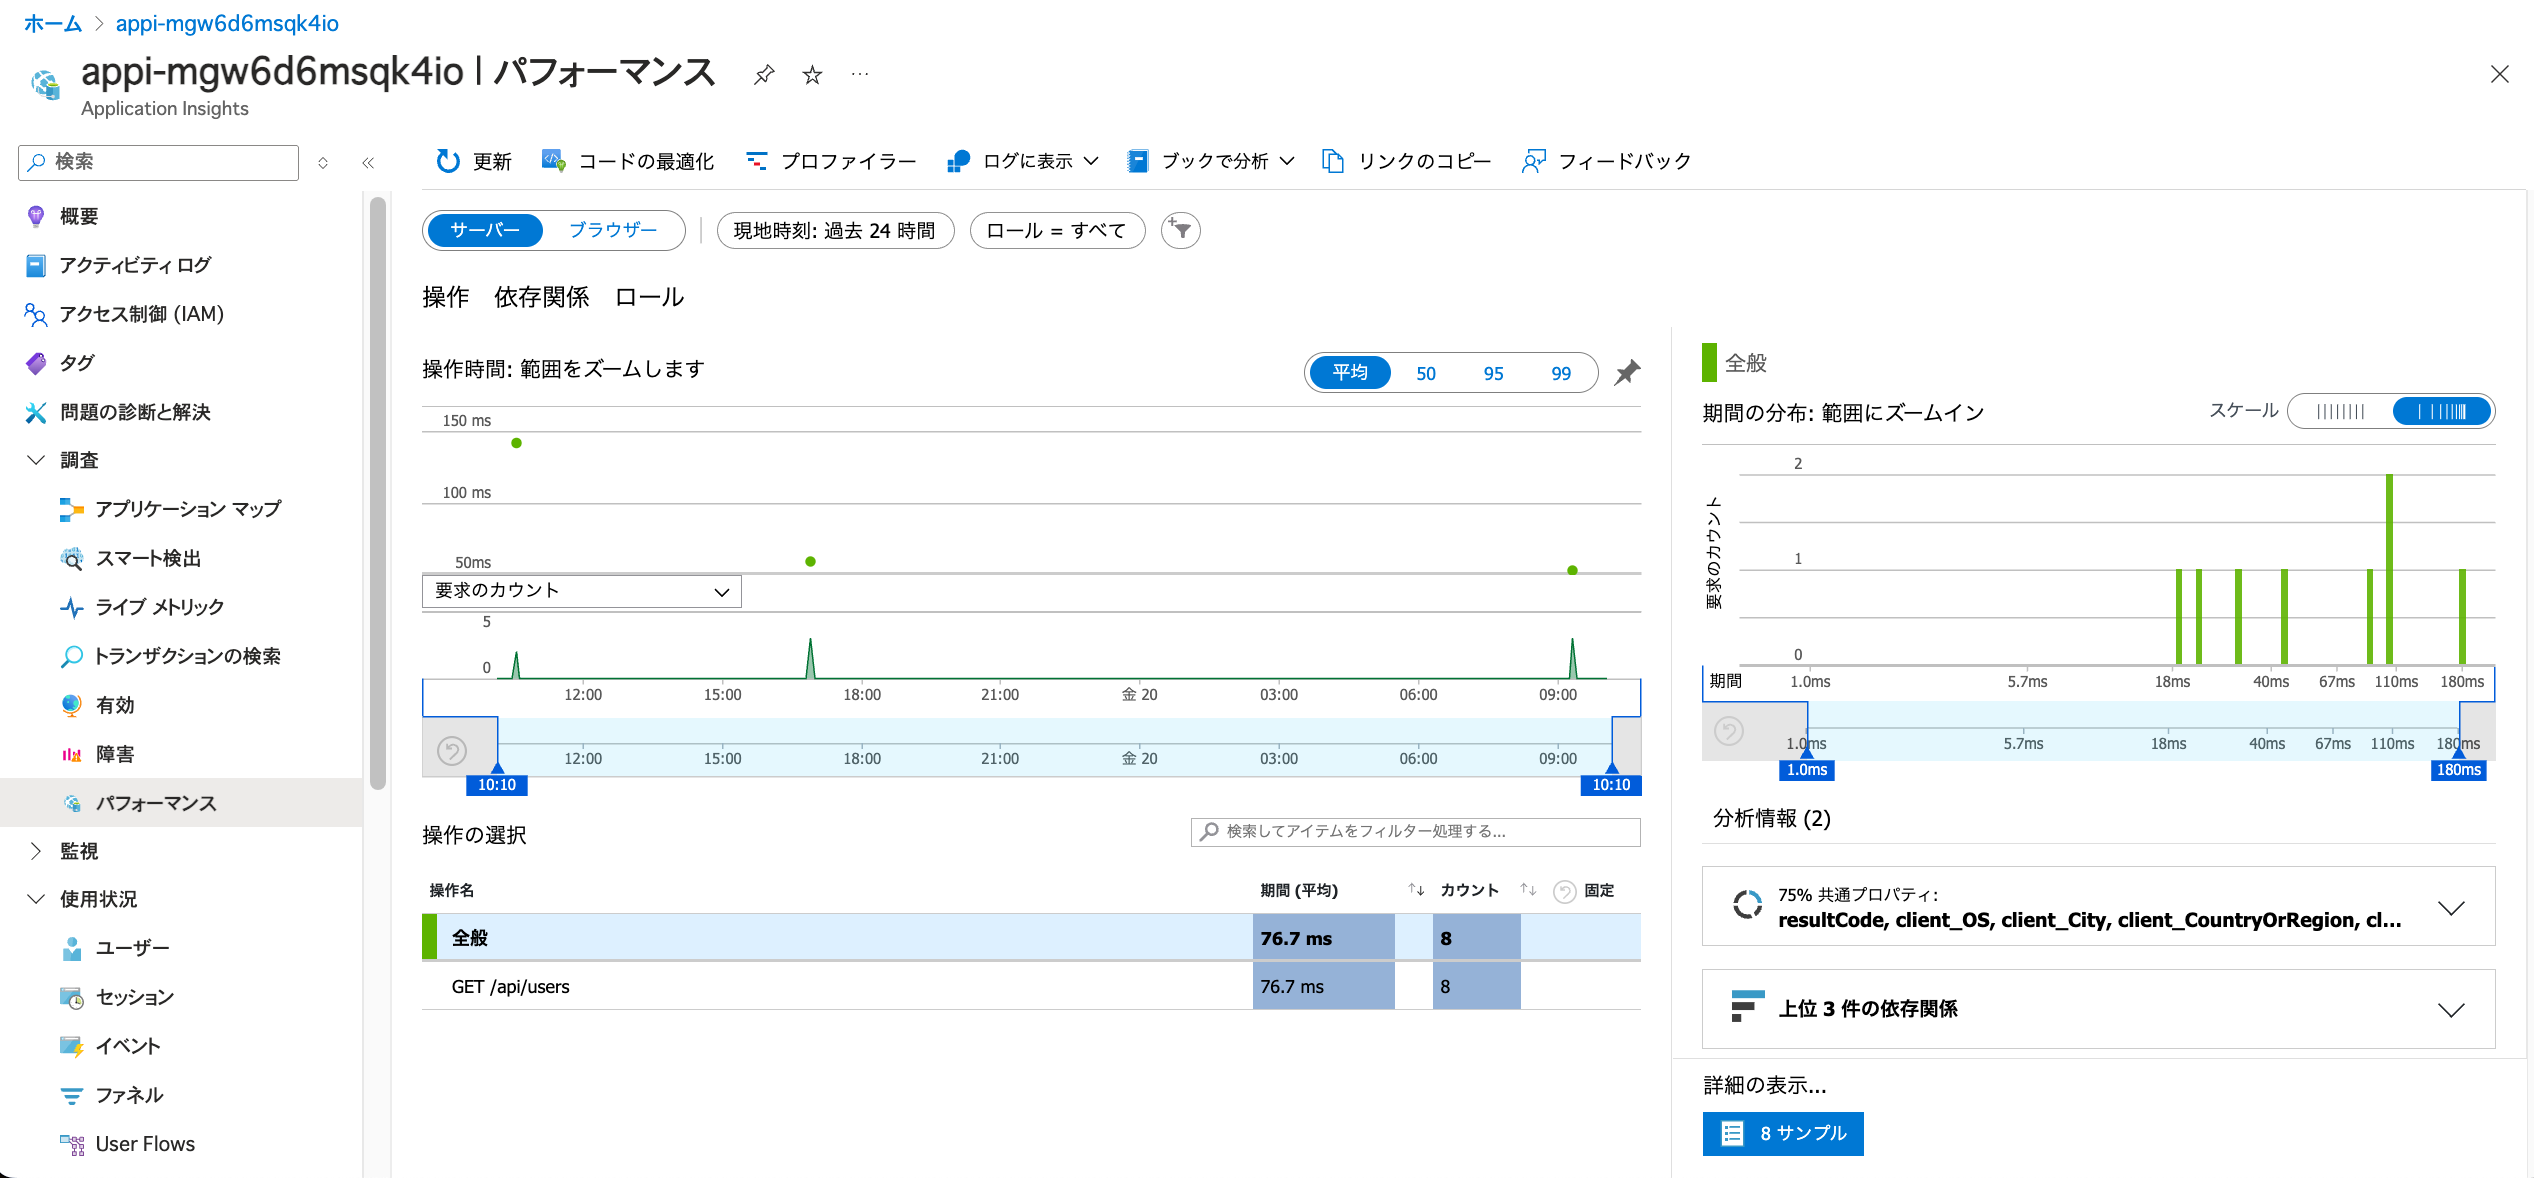 ホーム > appi-mgw6d6msqk4io
appi-mgw6d6msqk4io | パフォーマンス ☆ ···
Application Insights
検索
概要
アクティビティ ログ
アクセス制御 (IAM)
タグ
問題の診断と解決
調査
アプリケーション マップ
スマート検出
ライブ メトリック
トランザクションの検索
有効
障害
パフォーマンス
監視
使用状況
ユーザー
セッション
イベント
ファネル
User Flows
更新 コードの最適化 プロファイラー ログに表示 ブックで分析 リンクのコピー フィードバック
サーバー ブラウザー 現地時刻: 過去 24 時間 ロール = すべて
操作 依存関係 ロール
操作時間: 範囲をズームします 平均 50 95 99
150 ms
100 ms
50ms
要求のカウント
5
0
12:00 15:00 18:00 21:00 金 20 03:00 06:00 09:00
12:00 15:00 18:00 21:00 金 20 03:00 06:00 09:00
10:10 10:10
操作の選択 検索してアイテムをフィルター処理する...
操作名 期間 (平均) ↑↓ カウント ↑↓ 固定
全般 76.7 ms 8
GET /api/users 76.7 ms 8
全般
期間の分布: 範囲にズームイン スケール
要求のカウント
2
1
0
期間 1.0ms 5.7ms 18ms 40ms 67ms 110ms 180ms
1.0ms 5.7ms 18ms 40ms 67ms 110ms 180ms
1.0ms 180ms
分析情報 (2)
75% 共通プロパティ:
resultCode, client_OS, client_City, client_CountryOrRegion, cl...
上位 3 件の依存関係
詳細の表示...
8 サンプル